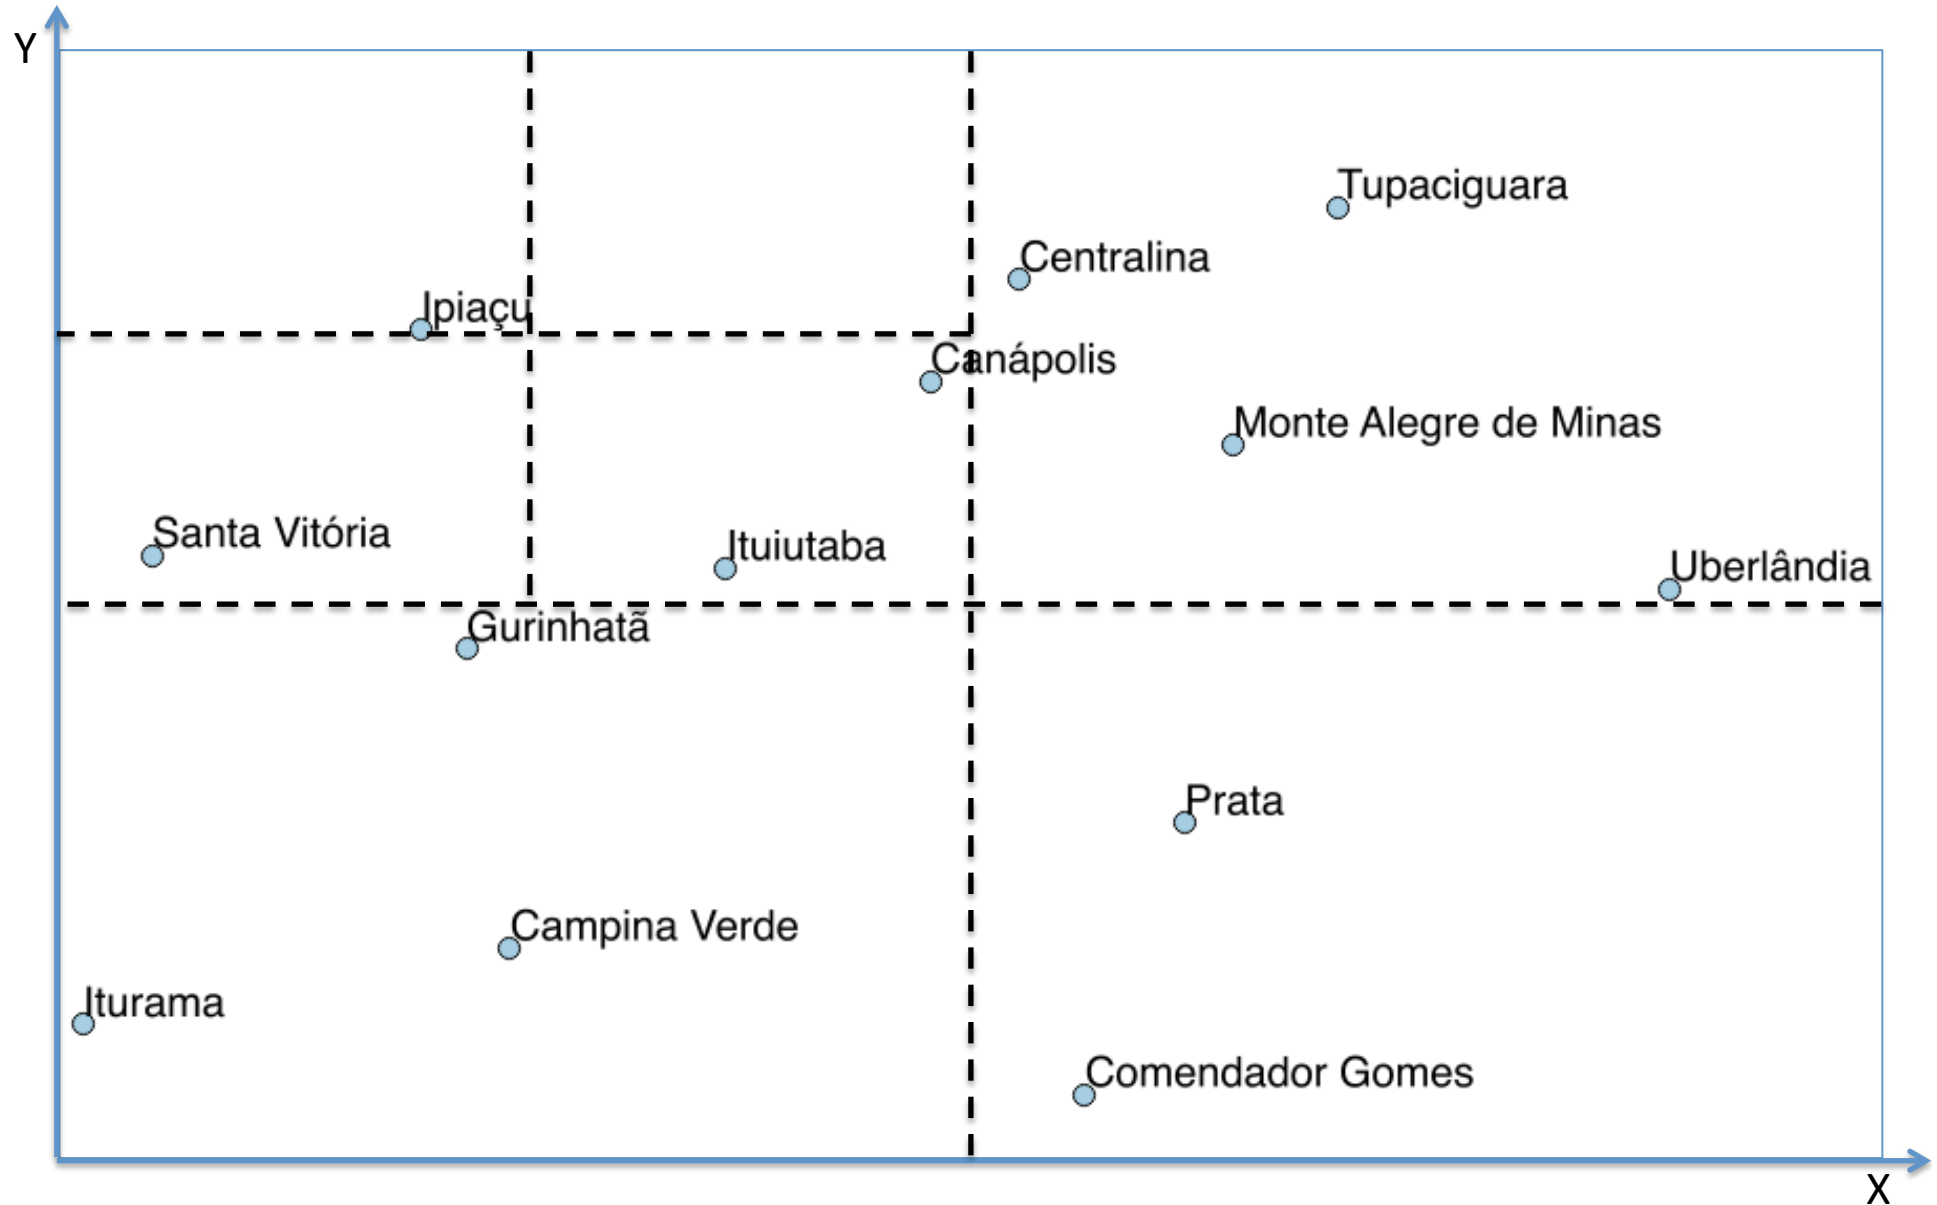 Y
Tupaciguara
Centralina
Ipiaçu
Canápolis
Monte Alegre de Minas
Santa Vitória
Ituiutaba
Uberlândia
Gurinhatã
Prata
Campina Verde
Iturama
Comendador Gomes
X